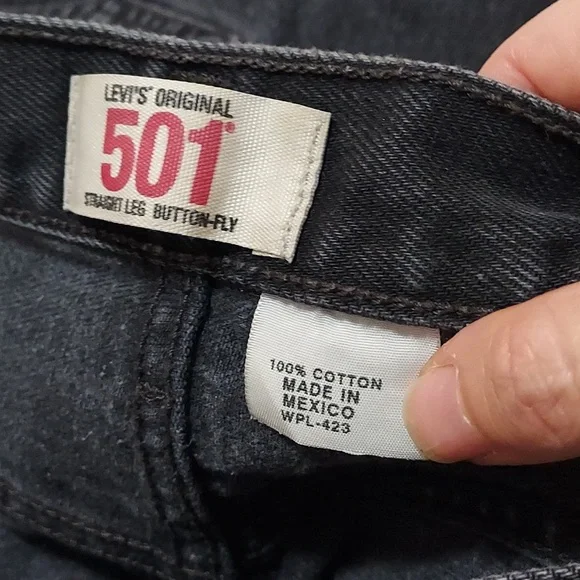 LEVI'S® ORIGINAL
501®
STRAIGHT LEG BUTTON-FLY
100% COTTON
MADE IN
MEXICO
WPL-423